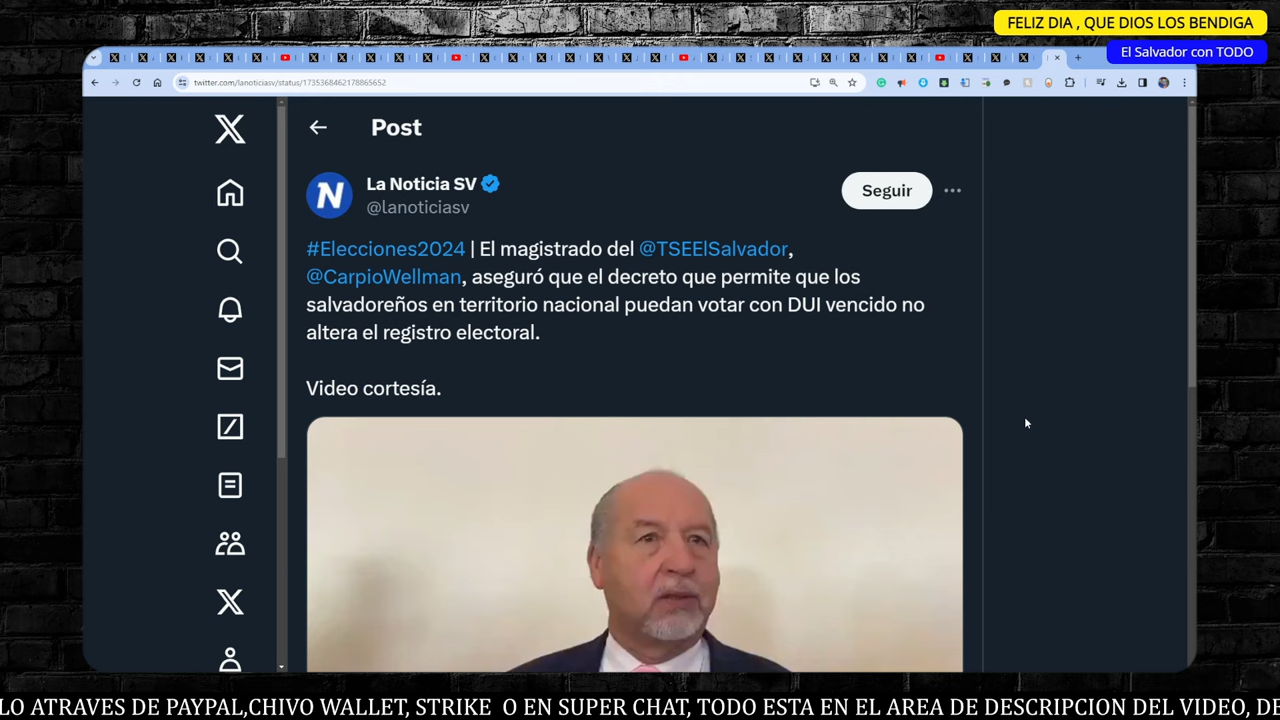 FELIZ DIA , QUE DIOS LOS BENDIGA
El Salvador con TODO
twitter.com/lanoticiasv/status/1735368462178865652
Post
La Noticia SV
@lanoticiasv
Seguir
#Elecciones2024 | El magistrado del @TSEElSalvador,
@CarpioWellman, aseguró que el decreto que permite que los
salvadoreños en territorio nacional puedan votar con DUI vencido no
altera el registro electoral.
Video cortesía.
LO ATRAVES DE PAYPAL,CHIVO WALLET, STRIKE O EN SUPER CHAT, TODO ESTA EN EL AREA DE DESCRIPCION DEL VIDEO, DE